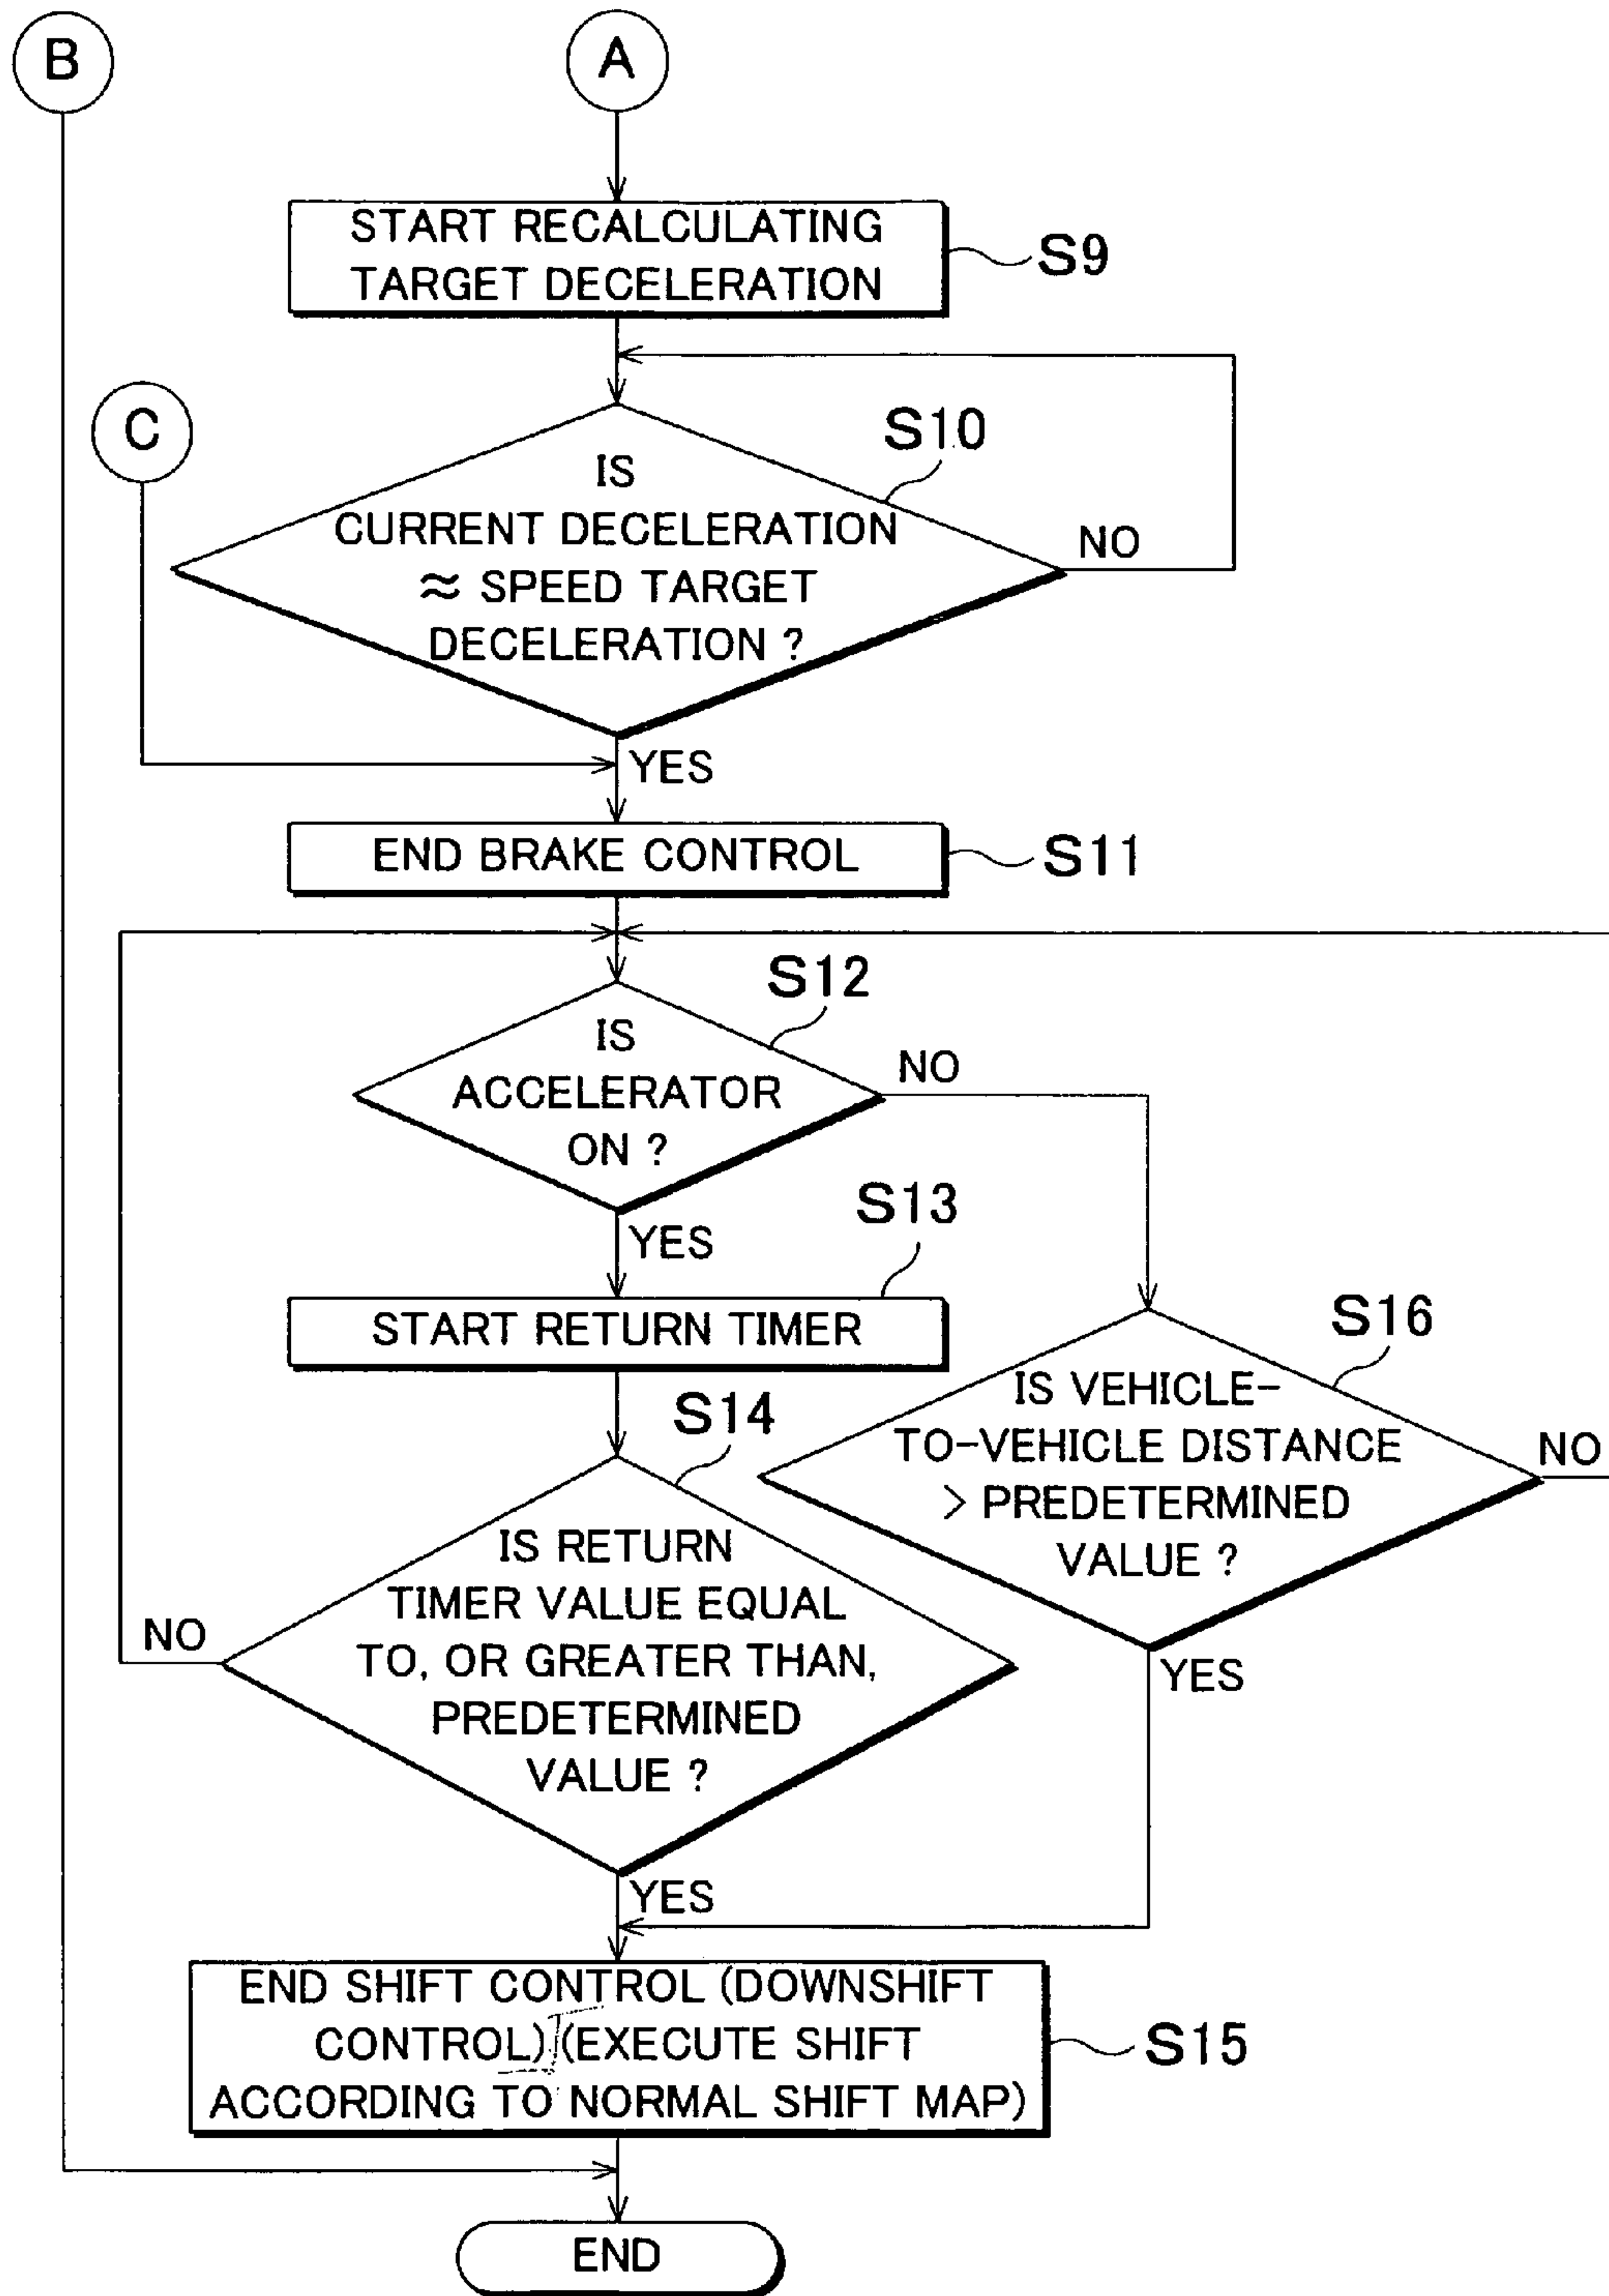 B
A
START RECALCULATING
TARGET DECELERATION
S9
C
S10
IS
CURRENT DECELERATION
≈ SPEED TARGET
DECELERATION ?
NO
YES
END BRAKE CONTROL
S11
S12
IS
ACCELERATOR
ON ?
NO
YES
S13
START RETURN TIMER
S16
IS VEHICLE-
TO-VEHICLE DISTANCE
> PREDETERMINED
VALUE ?
NO
YES
S14
IS RETURN
TIMER VALUE EQUAL
TO, OR GREATER THAN,
PREDETERMINED
VALUE ?
NO
YES
END SHIFT CONTROL (DOWNSHIFT
CONTROL) (EXECUTE SHIFT
ACCORDING TO NORMAL SHIFT MAP)
S15
END